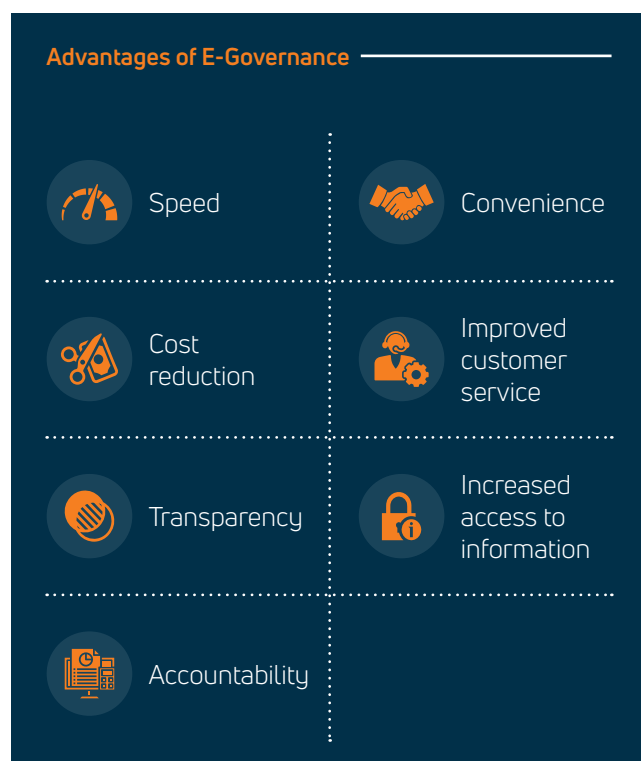 Advantages of E-Governance
Speed
Convenience
Cost
reduction
Improved
customer
service
Transparency
Increased
access to
information
Accountability